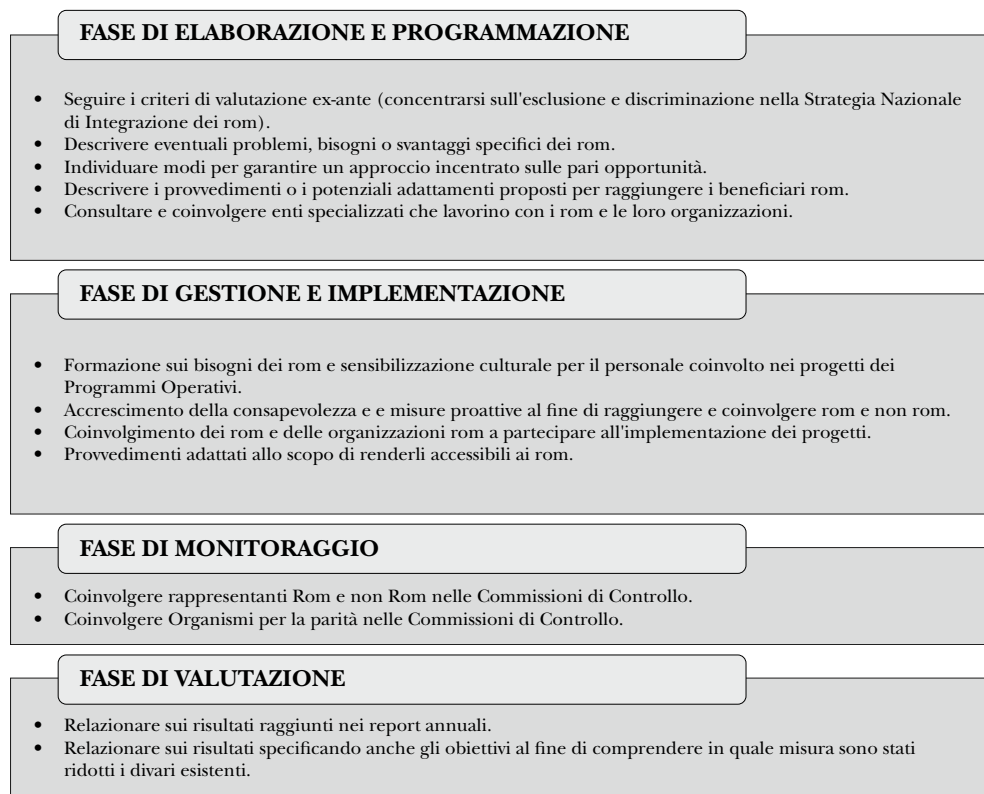 FASE DI ELABORAZIONE E PROGRAMMAZIONE
• Seguire i criteri di valutazione ex-ante (concentrarsi sull'esclusione e discriminazione nella Strategia Nazionale
di Integrazione dei rom).
• Descrivere eventuali problemi, bisogni o svantaggi specifici dei rom.
• Individuare modi per garantire un approccio incentrato sulle pari opportunità.
• Descrivere i provvedimenti o i potenziali adattamenti proposti per raggiungere i beneficiari rom.
• Consultare e coinvolgere enti specializzati che lavorino con i rom e le loro organizzazioni.
FASE DI GESTIONE E IMPLEMENTAZIONE
• Formazione sui bisogni dei rom e sensibilizzazione culturale per il personale coinvolto nei progetti dei
Programmi Operativi.
• Accrescimento della consapevolezza e e misure proattive al fine di raggiungere e coinvolgere rom e non rom.
• Coinvolgimento dei rom e delle organizzazioni rom a partecipare all'implementazione dei progetti.
• Provvedimenti adattati allo scopo di renderli accessibili ai rom.
FASE DI MONITORAGGIO
• Coinvolgere rappresentanti Rom e non Rom nelle Commissioni di Controllo.
• Coinvolgere Organismi per la parità nelle Commissioni di Controllo.
FASE DI VALUTAZIONE
• Relazionare sui risultati raggiunti nei report annuali.
• Relazionare sui risultati specificando anche gli obiettivi al fine di comprendere in quale misura sono stati
ridotti i divari esistenti.